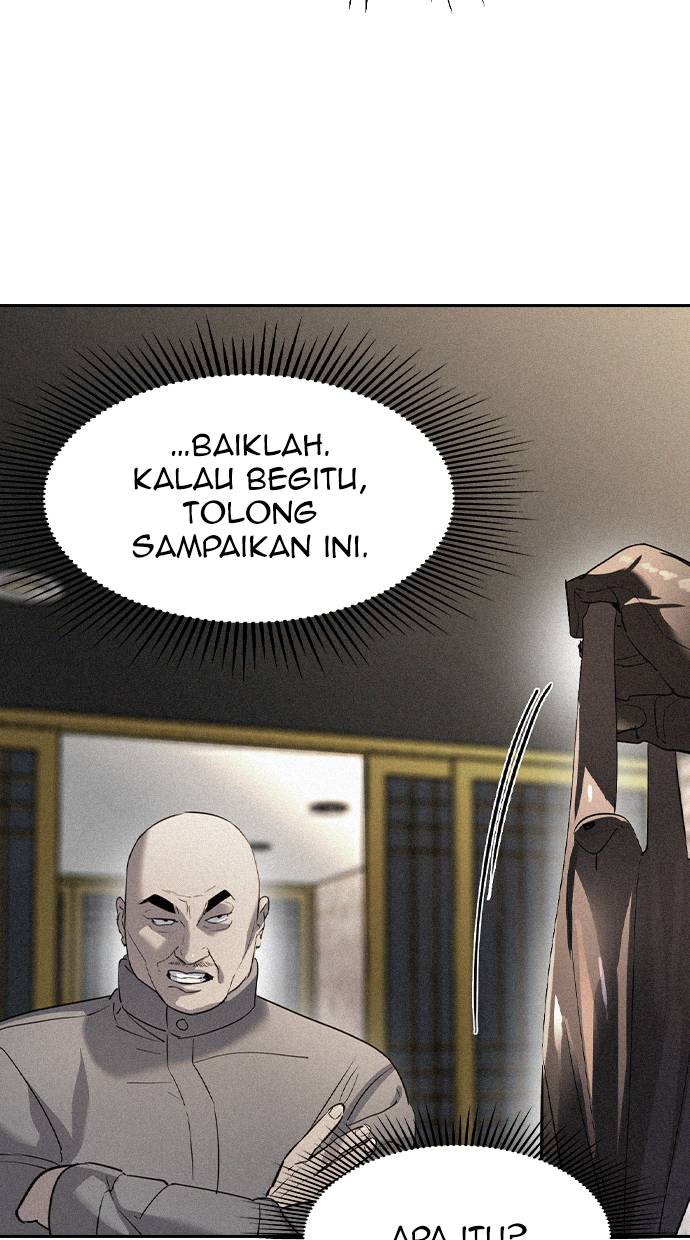 ...BAIKLAH.
KALAU BEGITU,
TOLONG
SAMPAIKAN INI.
APA ITU?